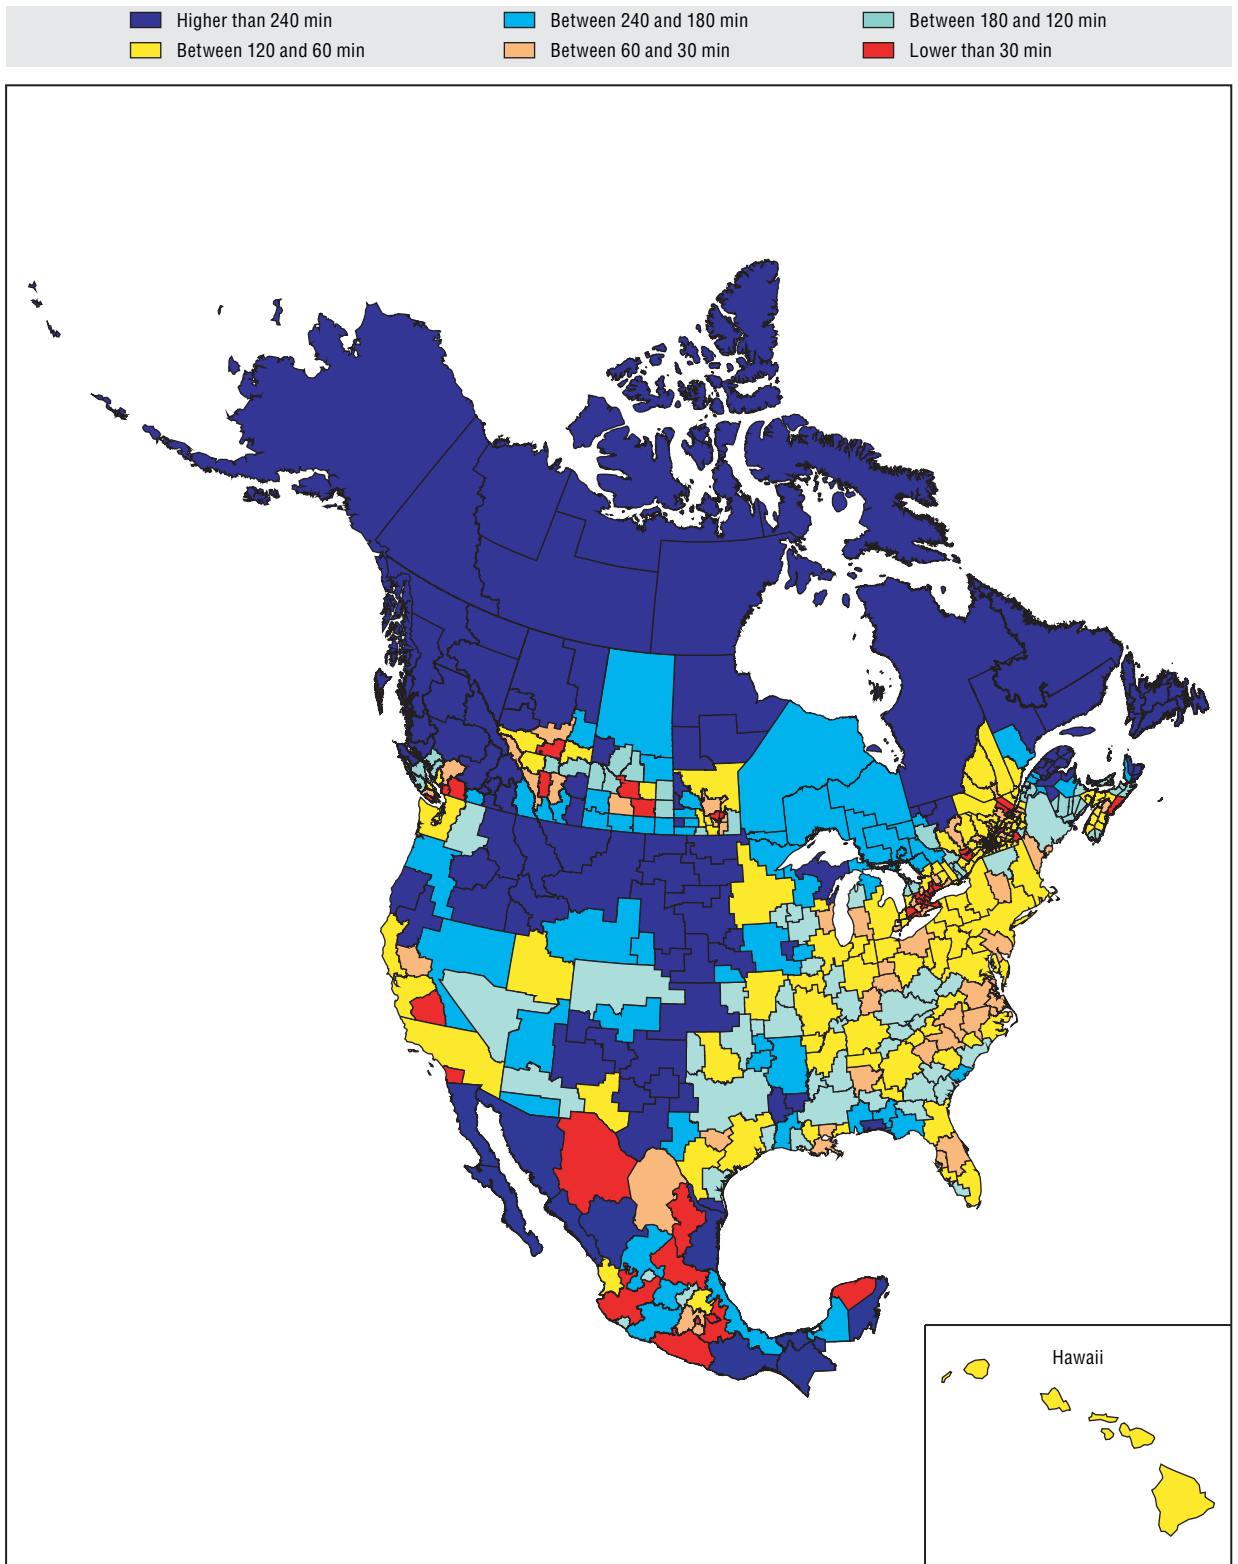 Higher than 240 min
Between 240 and 180 min
Between 180 and 120 min
Between 120 and 60 min
Between 60 and 30 min
Lower than 30 min
Hawaii